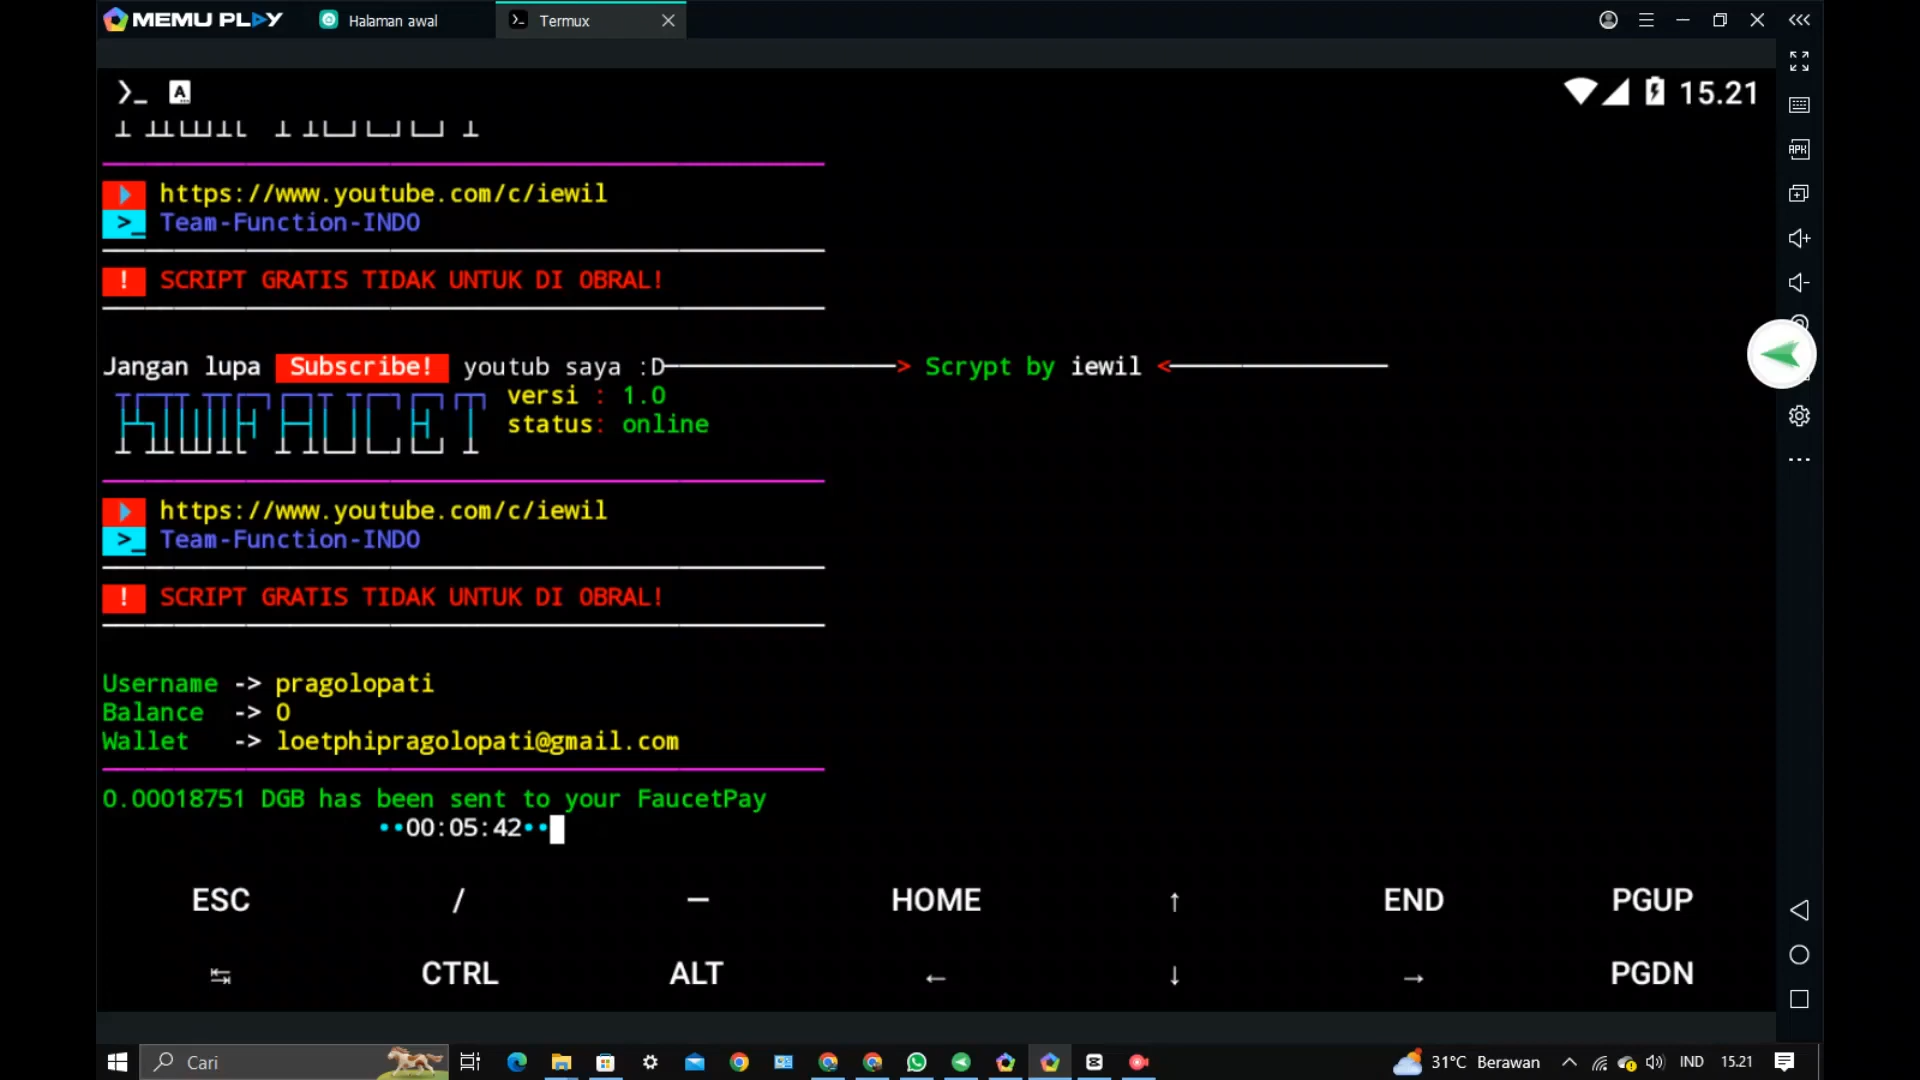 MEMU PLAY Halaman awal Termux
15.21
https://www.youtube.com/c/iewil
>_ Team-Function-INDO
! SCRIPT GRATIS TIDAK UNTUK DI OBRAL!
Jangan lupa Subscribe! youtub saya :D——————> Scrypt by iewil <——————
versi : 1.0
status: online
https://www.youtube.com/c/iewil
>_ Team-Function-INDO
! SCRIPT GRATIS TIDAK UNTUK DI OBRAL!
Username -> pragolopati
Balance -> 0
Wallet -> loetphipragolopati@gmail.com
0.00018751 DGB has been sent to your FaucetPay
••00:05:42••
ESC / — HOME ↑ END PGUP
↹ CTRL ALT ← ↓ → PGDN
Cari 31°C Berawan IND 15.21